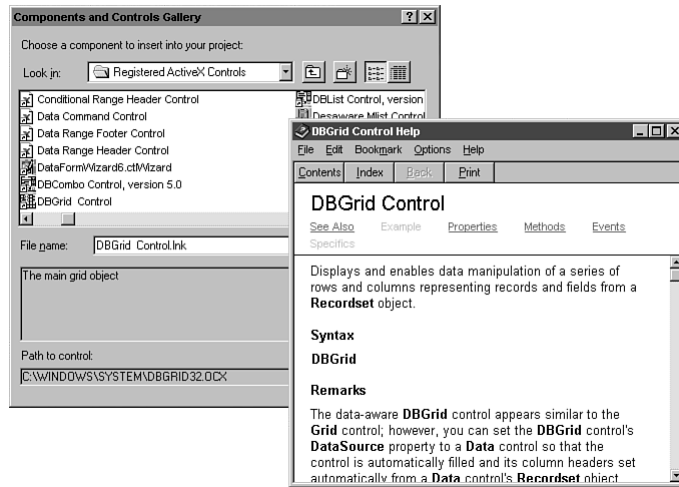 Components and Controls Gallery
Choose a component to insert into your project:
Look in: Registered ActiveX Controls
Conditional Range Header Control
Data Command Control
Data Range Footer Control
Data Range Header Control
DataFormWizard6.ctfWizard
DBCombo Control, version 5.0
DBGrid Control
DBList Control, version
Desaware Mlist Control
File name: DBGrid Control.lnk
The main grid object
Path to control:
C:\WINDOWS\SYSTEM\DBGRID32.OCX
DBGrid Control Help
File Edit Bookmark Options Help
Contents Index Back Print
DBGrid Control
See Also Example Properties Methods Events
Specifics
Displays and enables data manipulation of a series of
rows and columns representing records and fields from a
Recordset object.
Syntax
DBGrid
Remarks
The data-aware DBGrid control appears similar to the
Grid control; however, you can set the DBGrid control's
DataSource property to a Data control so that the
control is automatically filled and its column headers set
automatically from a Data control's Recordset object